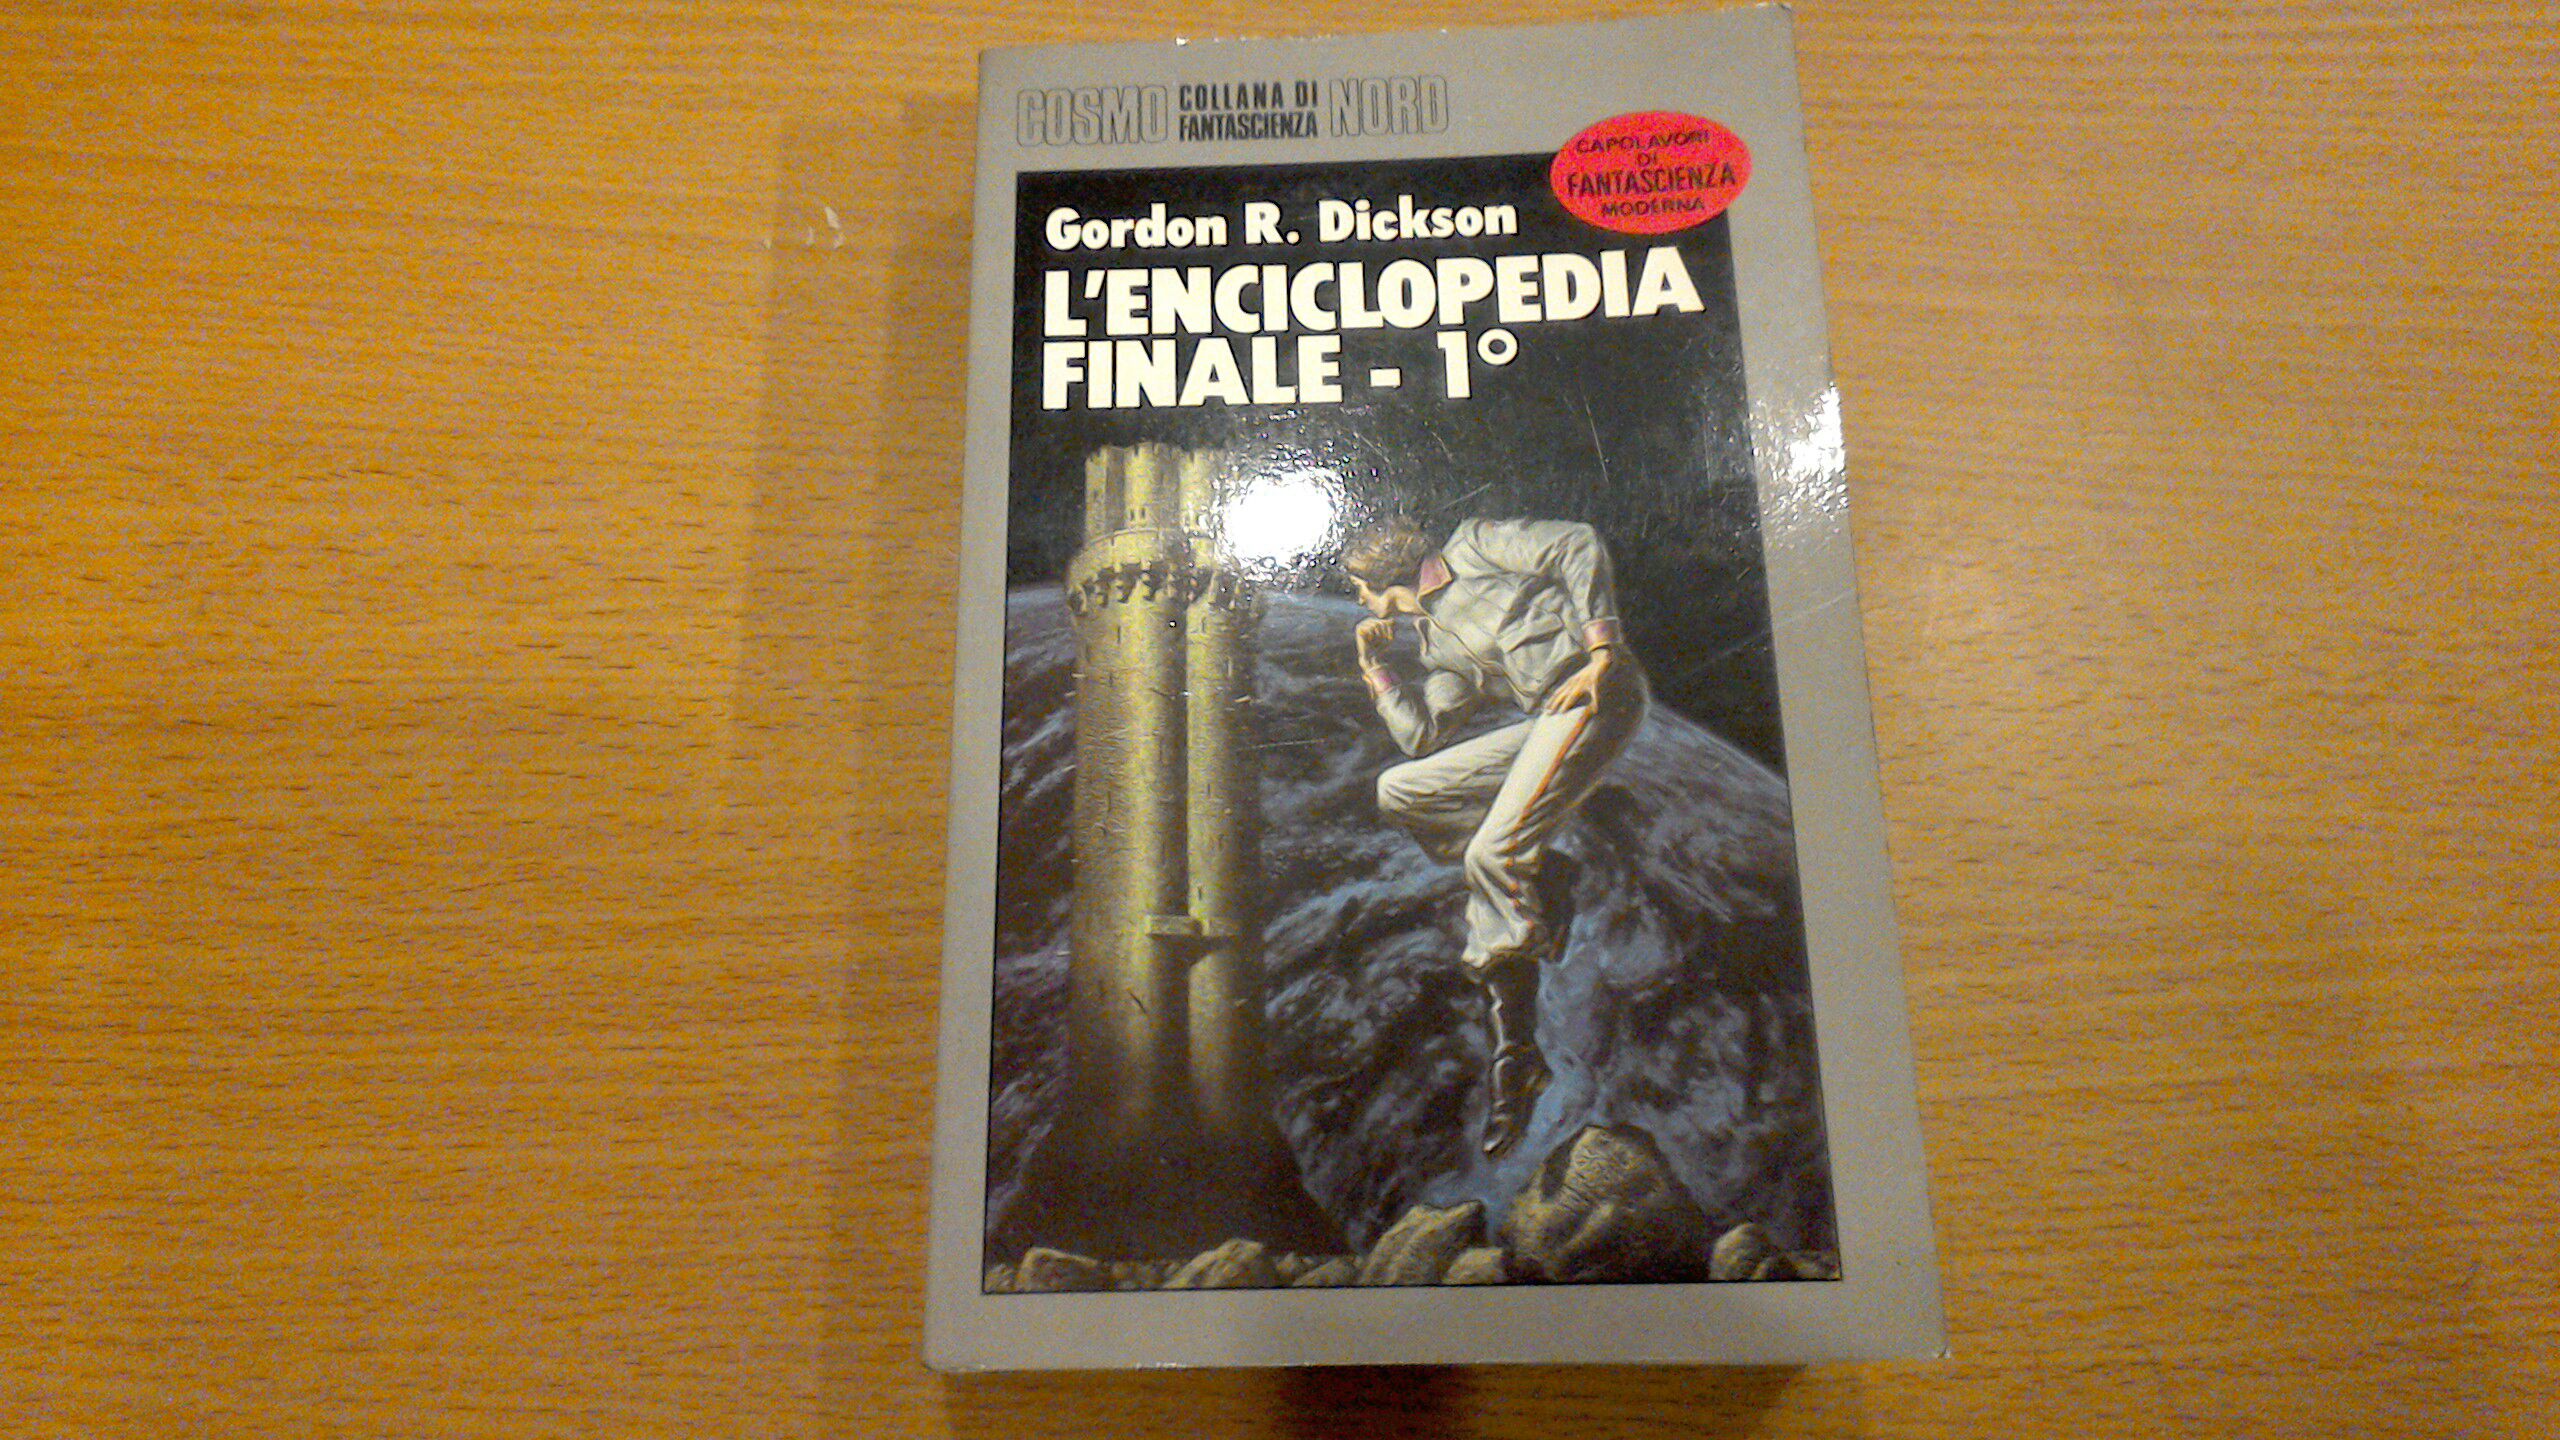 COSMO COLLANA DI FANTASCIENZA NORD
CAPOLAVORI
DI
FANTASCIENZA
MODERNA
Gordon R. Dickson
L'ENCICLOPEDIA
FINALE - 1°